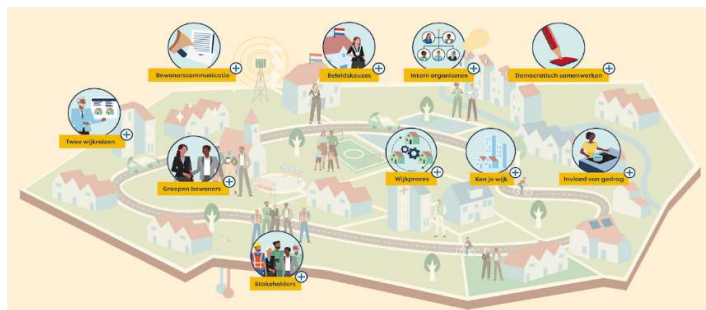 Bewonerscommunicatie
Beleidskeuzes
Intern organiseren
Democratisch samenwerken
Twee wijkreizen
Groepen bewoners
Wijkproces
Ken je wijk
Invloed van gedrag
Stakeholders